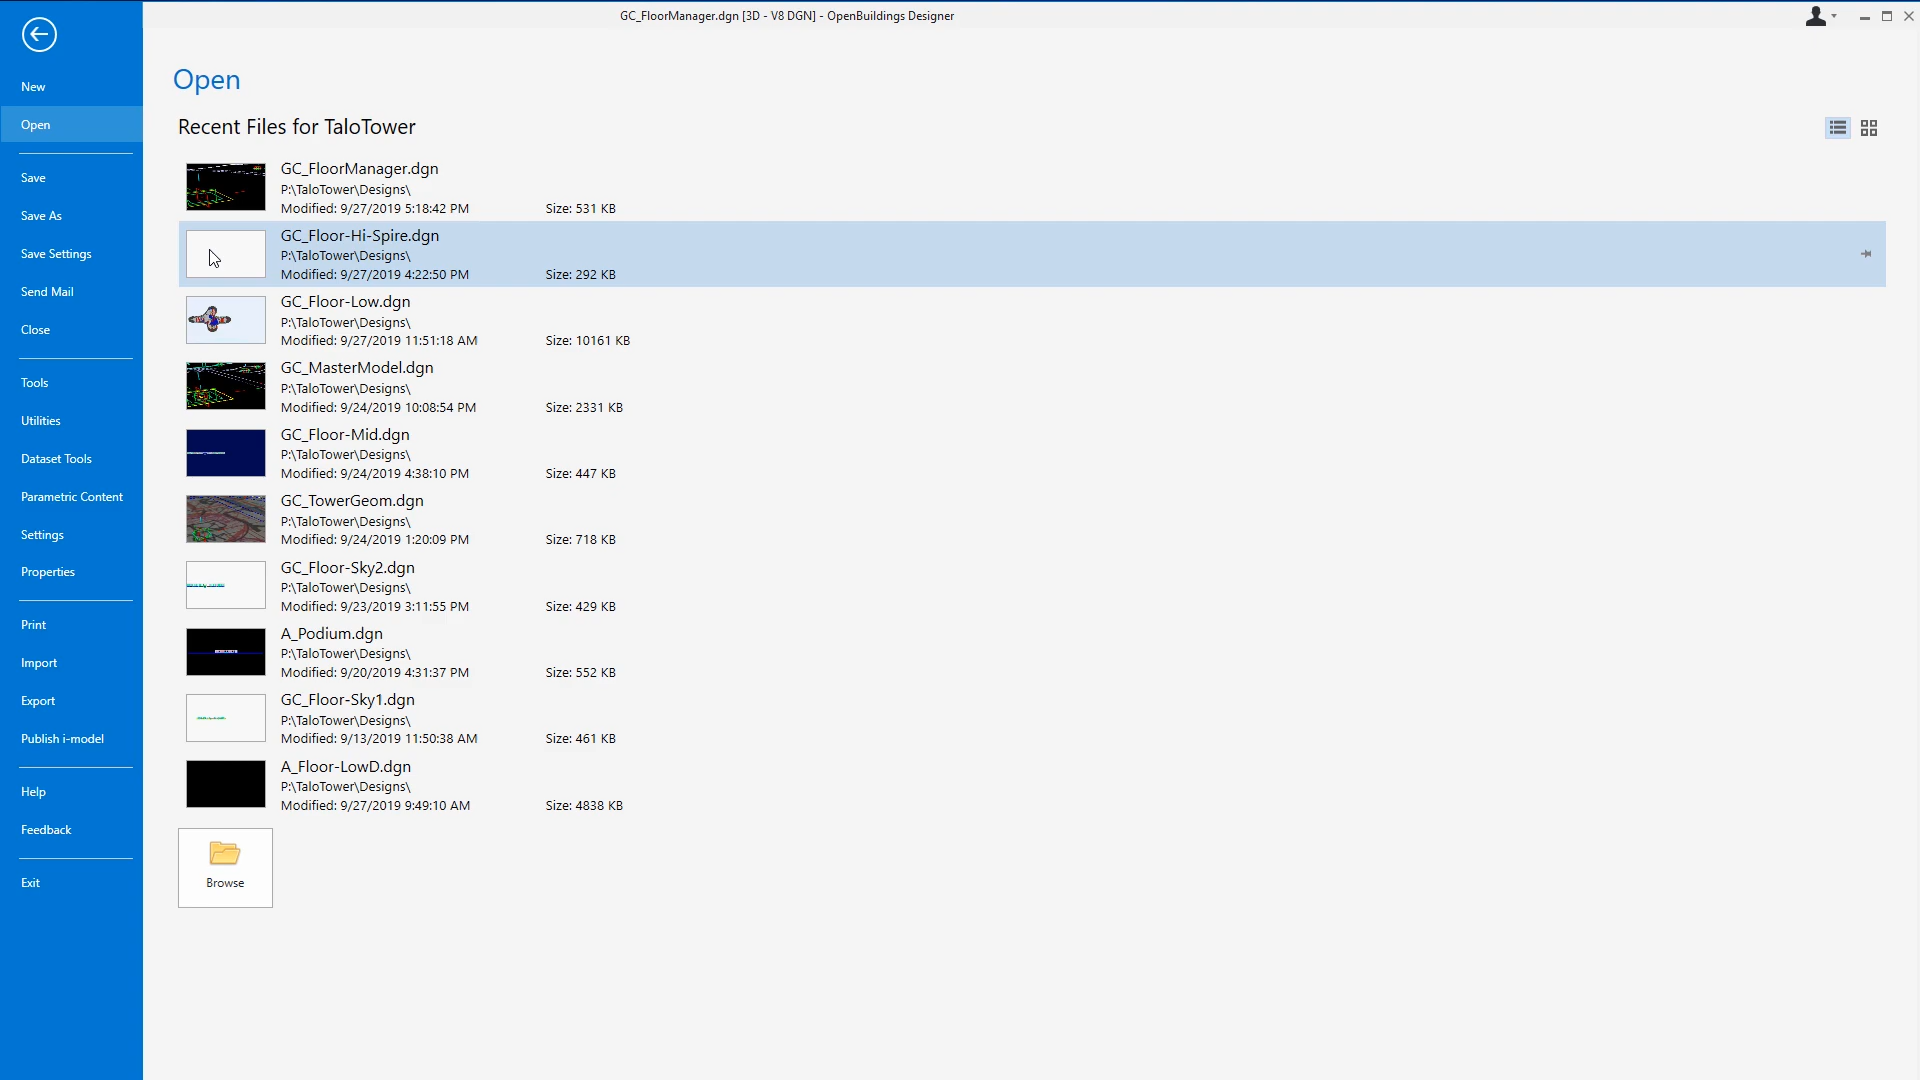 GC_FloorManager.dgn [3D - V8 DGN] - OpenBuildings Designer
New
Open
Save
Save As
Save Settings
Send Mail
Close
Tools
Utilities
Dataset Tools
Parametric Content
Settings
Properties
Print
Import
Export
Publish i-model
Help
Feedback
Exit
Open
Recent Files for TaloTower
GC_FloorManager.dgn
P:\TaloTower\Designs\
Modified: 9/27/2019 5:18:42 PM Size: 531 KB
GC_Floor-Hi-Spire.dgn
P:\TaloTower\Designs\
Modified: 9/27/2019 4:22:50 PM Size: 292 KB
GC_Floor-Low.dgn
P:\TaloTower\Designs\
Modified: 9/27/2019 11:51:18 AM Size: 10161 KB
GC_MasterModel.dgn
P:\TaloTower\Designs\
Modified: 9/24/2019 10:08:54 PM Size: 2331 KB
GC_Floor-Mid.dgn
P:\TaloTower\Designs\
Modified: 9/24/2019 4:38:10 PM Size: 447 KB
GC_TowerGeom.dgn
P:\TaloTower\Designs\
Modified: 9/24/2019 1:20:09 PM Size: 718 KB
GC_Floor-Sky2.dgn
P:\TaloTower\Designs\
Modified: 9/23/2019 3:11:55 PM Size: 429 KB
A_Podium.dgn
P:\TaloTower\Designs\
Modified: 9/20/2019 4:31:37 PM Size: 552 KB
GC_Floor-Sky1.dgn
P:\TaloTower\Designs\
Modified: 9/13/2019 11:50:38 AM Size: 461 KB
A_Floor-LowD.dgn
P:\TaloTower\Designs\
Modified: 9/27/2019 9:49:10 AM Size: 4838 KB
Browse